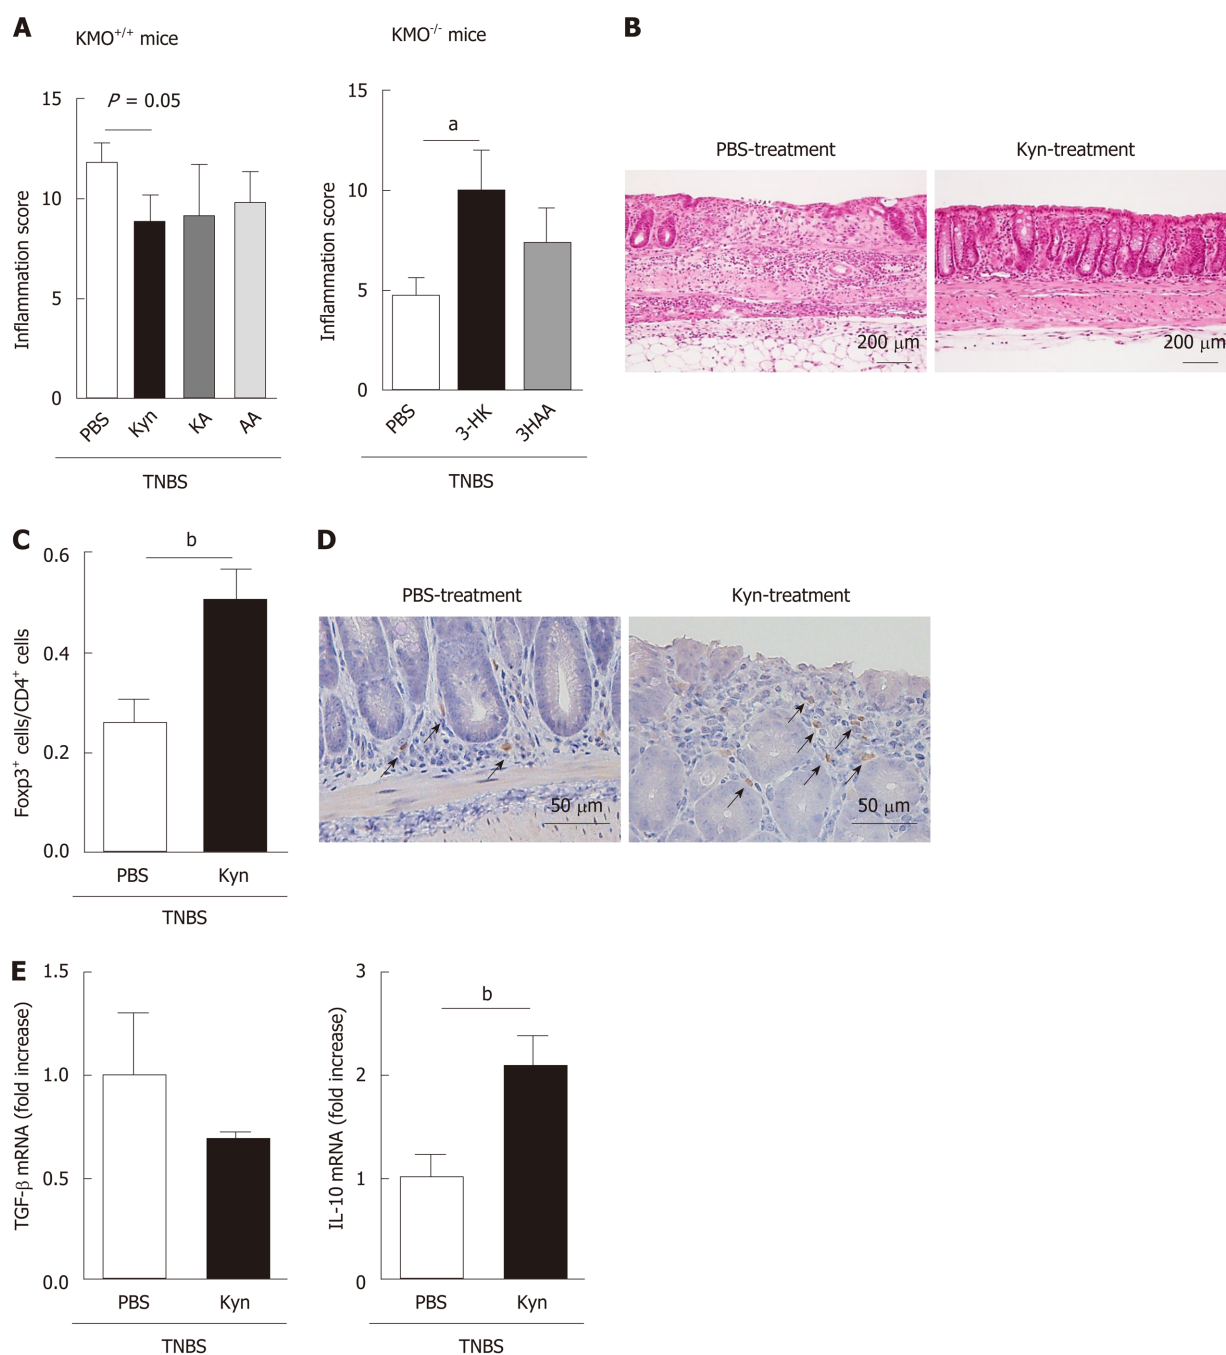 A
KMO+/+ mice
KMO-/- mice
15
10
5
0
Inflammation score
P = 0.05
PBS
Kyn
KA
AA
TNBS
15
10
5
0
Inflammation score
a
PBS
3-HK
3HAA
TNBS
B
PBS-treatment
Kyn-treatment
200 μm
200 μm
C
0.6
0.4
0.2
0.0
Foxp3+ cells/CD4+ cells
b
PBS
Kyn
TNBS
D
PBS-treatment
Kyn-treatment
50 μm
50 μm
E
1.5
1.0
0.5
0.0
TGF-β mRNA (fold increase)
PBS
Kyn
TNBS
3
2
1
0
IL-10 mRNA (fold increase)
b
PBS
Kyn
TNBS